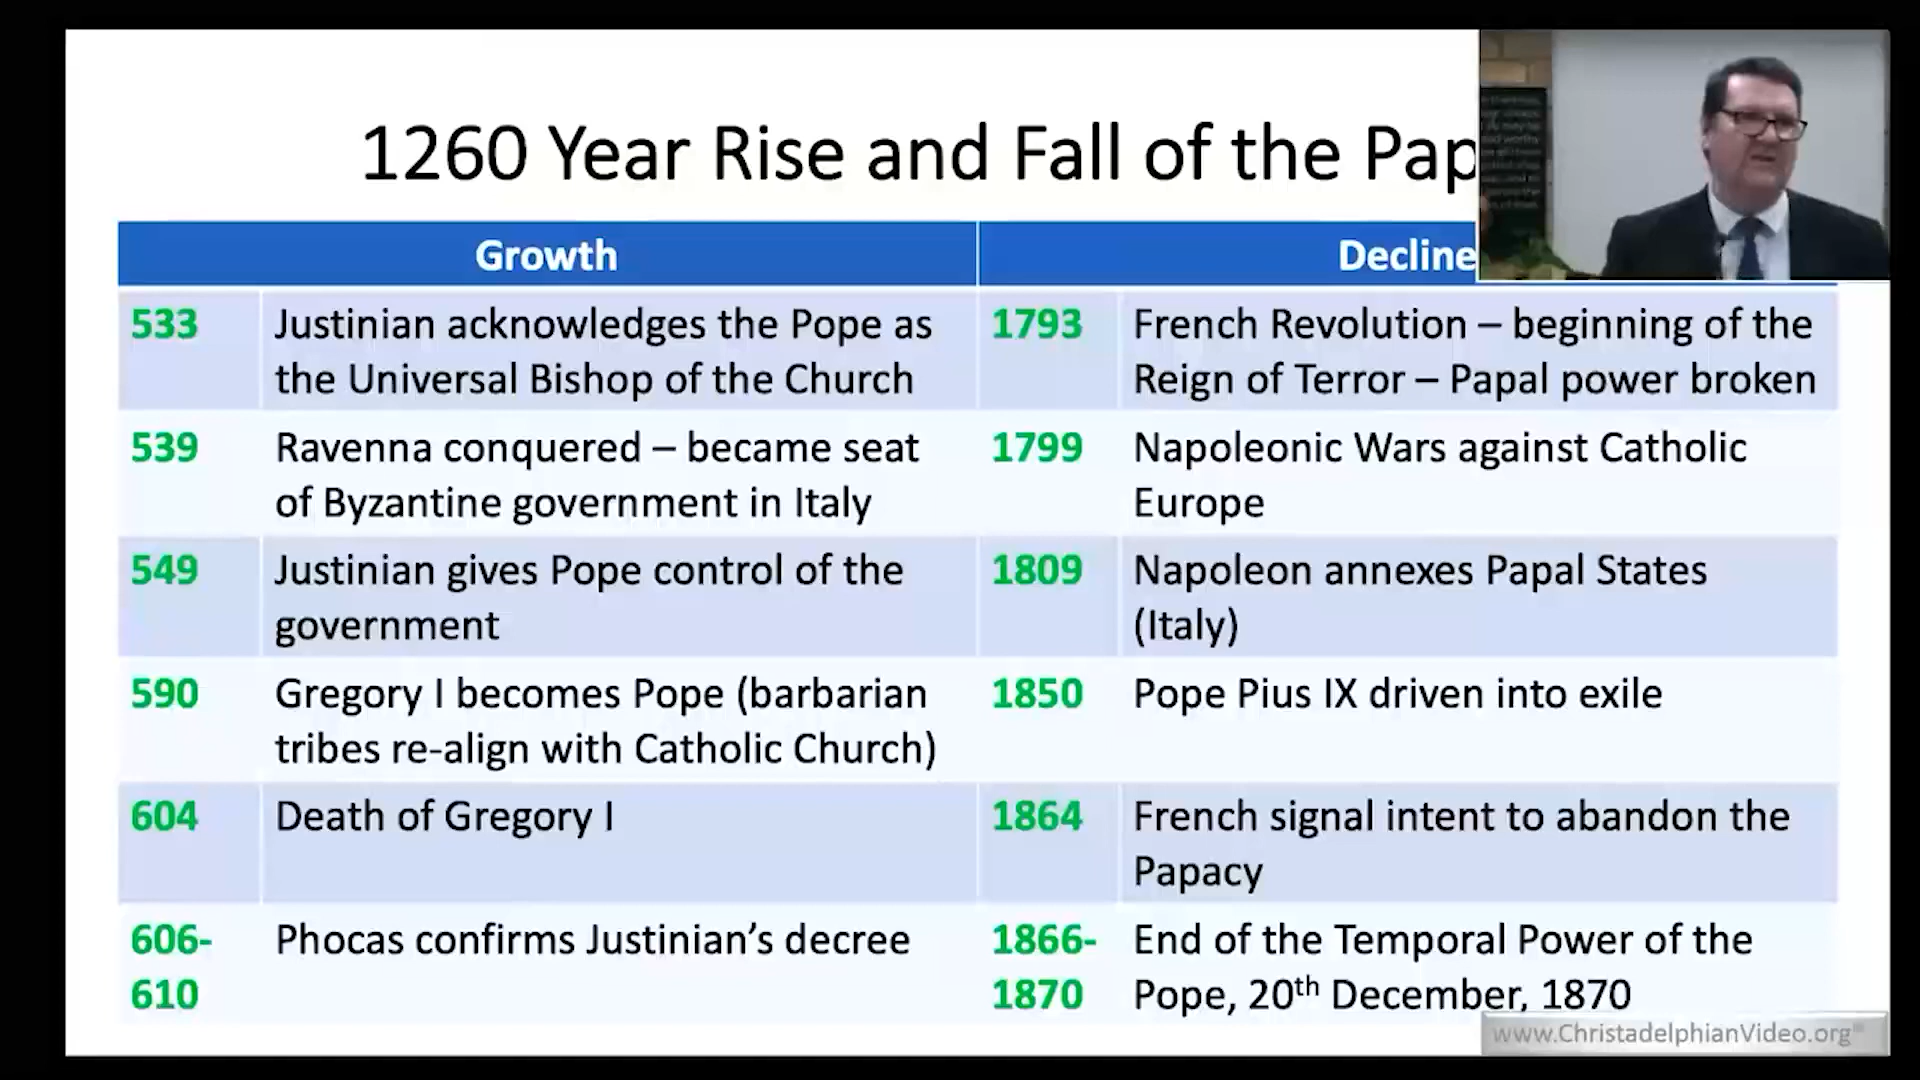 1260 Year Rise and Fall of the Pap
Growth
Decline
533
Justinian acknowledges the Pope as
the Universal Bishop of the Church
1793
French Revolution – beginning of the
Reign of Terror – Papal power broken
539
Ravenna conquered – became seat
of Byzantine government in Italy
1799
Napoleonic Wars against Catholic
Europe
549
Justinian gives Pope control of the
government
1809
Napoleon annexes Papal States
(Italy)
590
Gregory I becomes Pope (barbarian
tribes re-align with Catholic Church)
1850
Pope Pius IX driven into exile
604
Death of Gregory I
1864
French signal intent to abandon the
Papacy
606-
610
Phocas confirms Justinian’s decree
1866-
1870
End of the Temporal Power of the
Pope, 20th December, 1870
www.ChristadelphianVideo.org